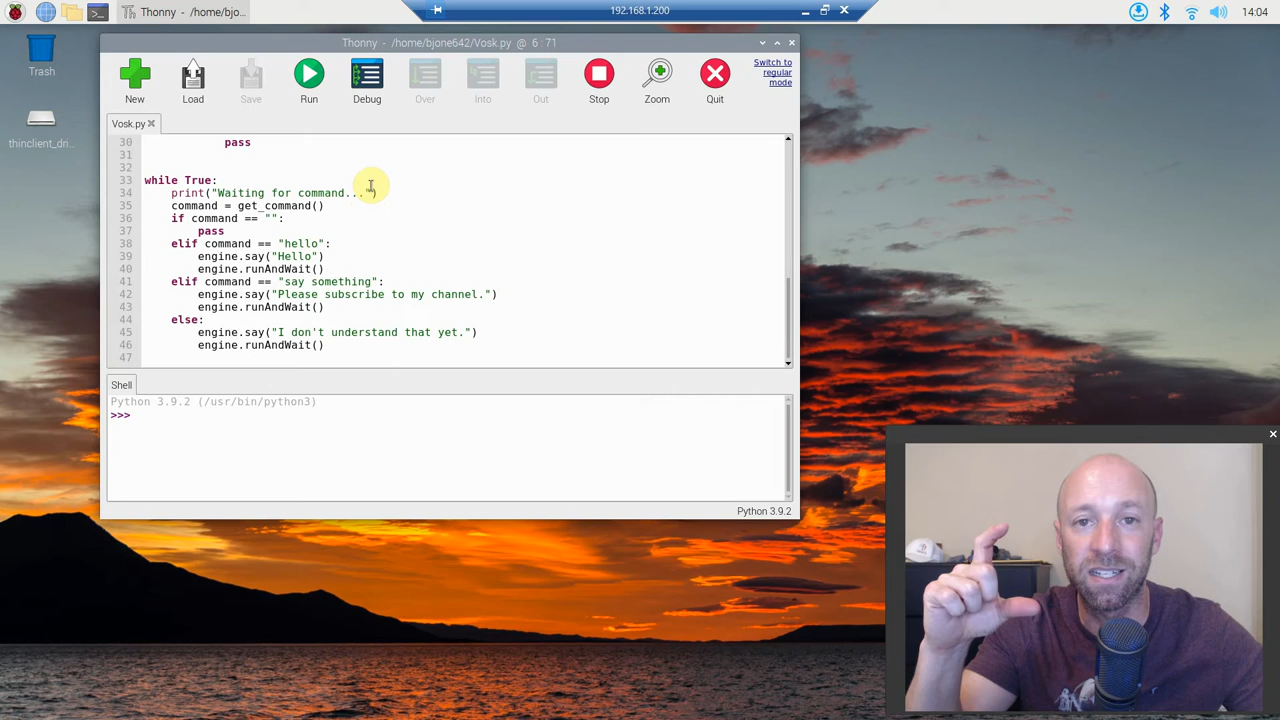 Thonny - /home/bjo...
192.168.1.200
14:04
Trash
thinclient_dri...
Thonny - /home/bjone642/Vosk.py @ 6 : 71
New
Load
Save
Run
Debug
Over
Into
Out
Stop
Zoom
Quit
Switch to
regular
mode
Vosk.py
30 pass
31
32
33 while True:
34 print("Waiting for command...")
35 command = get_command()
36 if command == "":
37 pass
38 elif command == "hello":
39 engine.say("Hello")
40 engine.runAndWait()
41 elif command == "say something":
42 engine.say("Please subscribe to my channel.")
43 engine.runAndWait()
44 else:
45 engine.say("I don't understand that yet.")
46 engine.runAndWait()
47
Shell
Python 3.9.2 (/usr/bin/python3)
>>>
Python 3.9.2